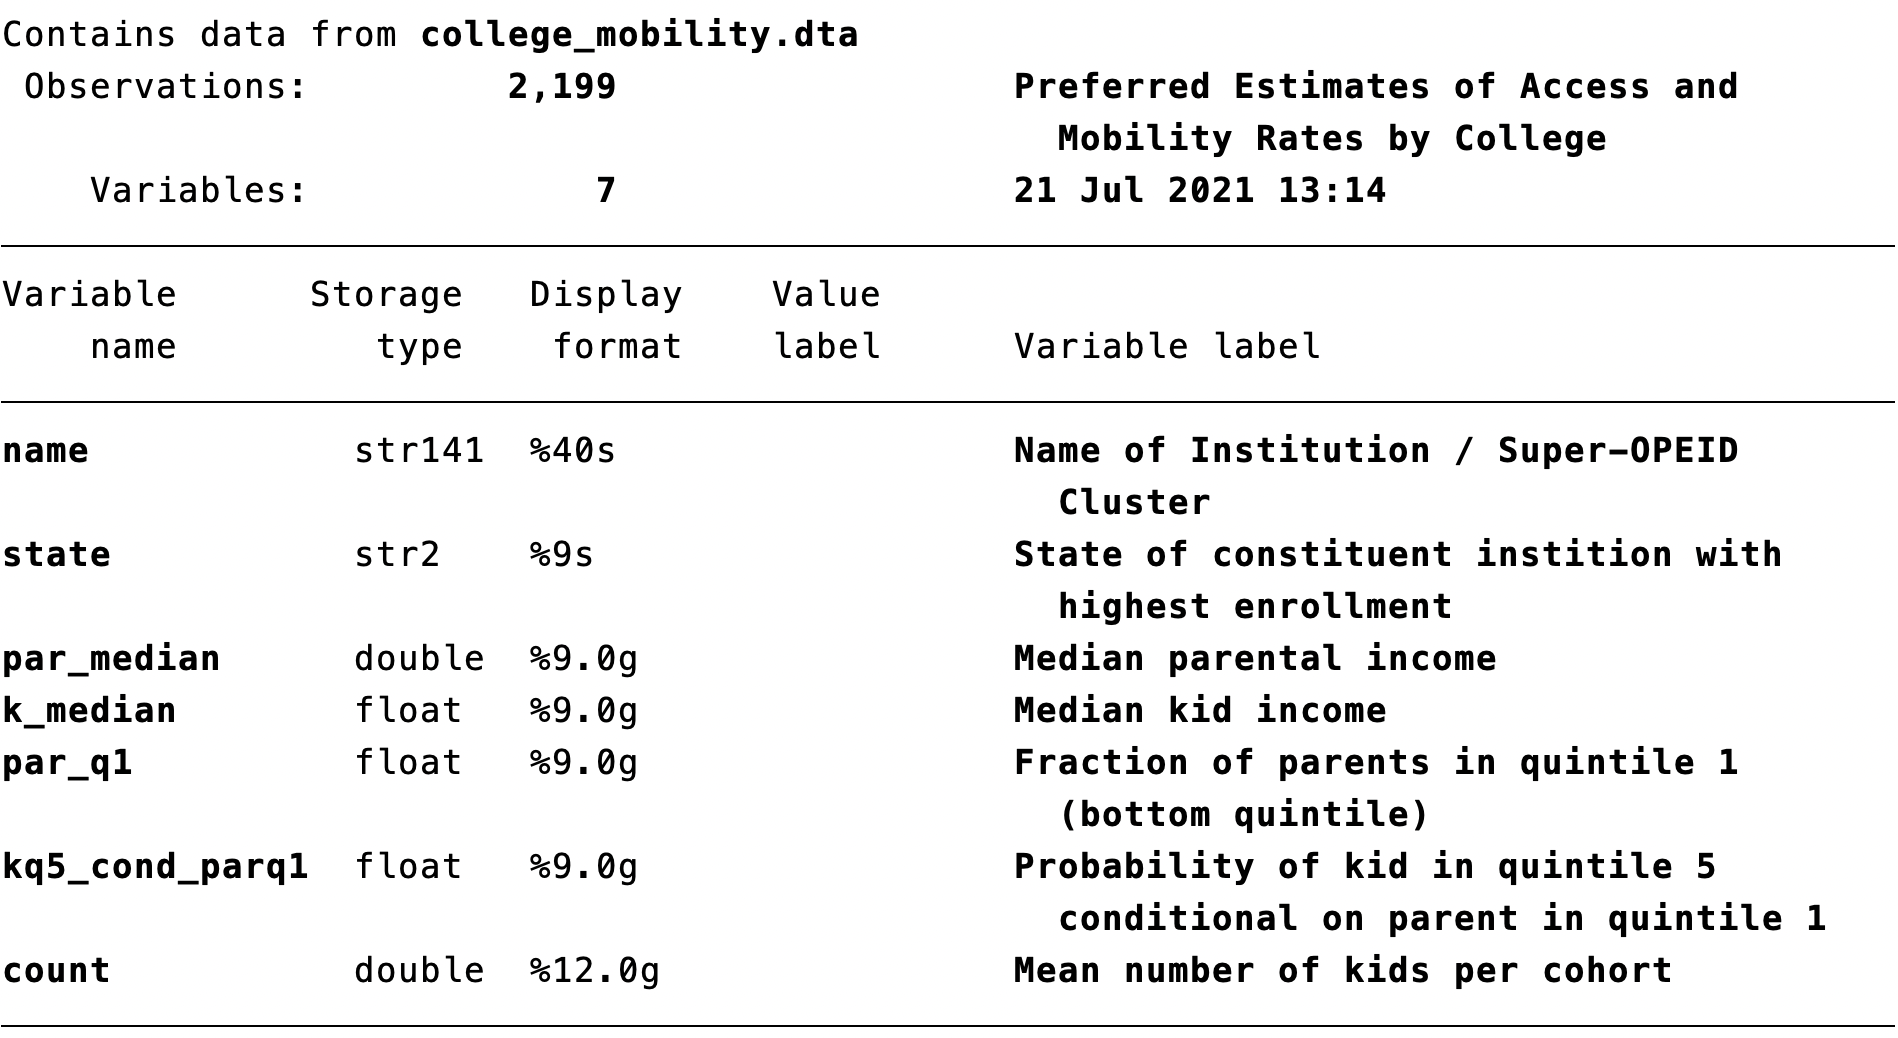 Contains data from college_mobility.dta
Observations: 2,199 Preferred Estimates of Access and
Mobility Rates by College
Variables: 7 21 Jul 2021 13:14
Variable Storage Display Value
name type format label Variable label
name str141 %40s Name of Institution / Super-OPEID
Cluster
state str2 %9s State of constituent instition with
highest enrollment
par_median double %9.0g Median parental income
k_median float %9.0g Median kid income
par_q1 float %9.0g Fraction of parents in quintile 1
(bottom quintile)
kq5_cond_parq1 float %9.0g Probability of kid in quintile 5
conditional on parent in quintile 1
count double %12.0g Mean number of kids per cohort